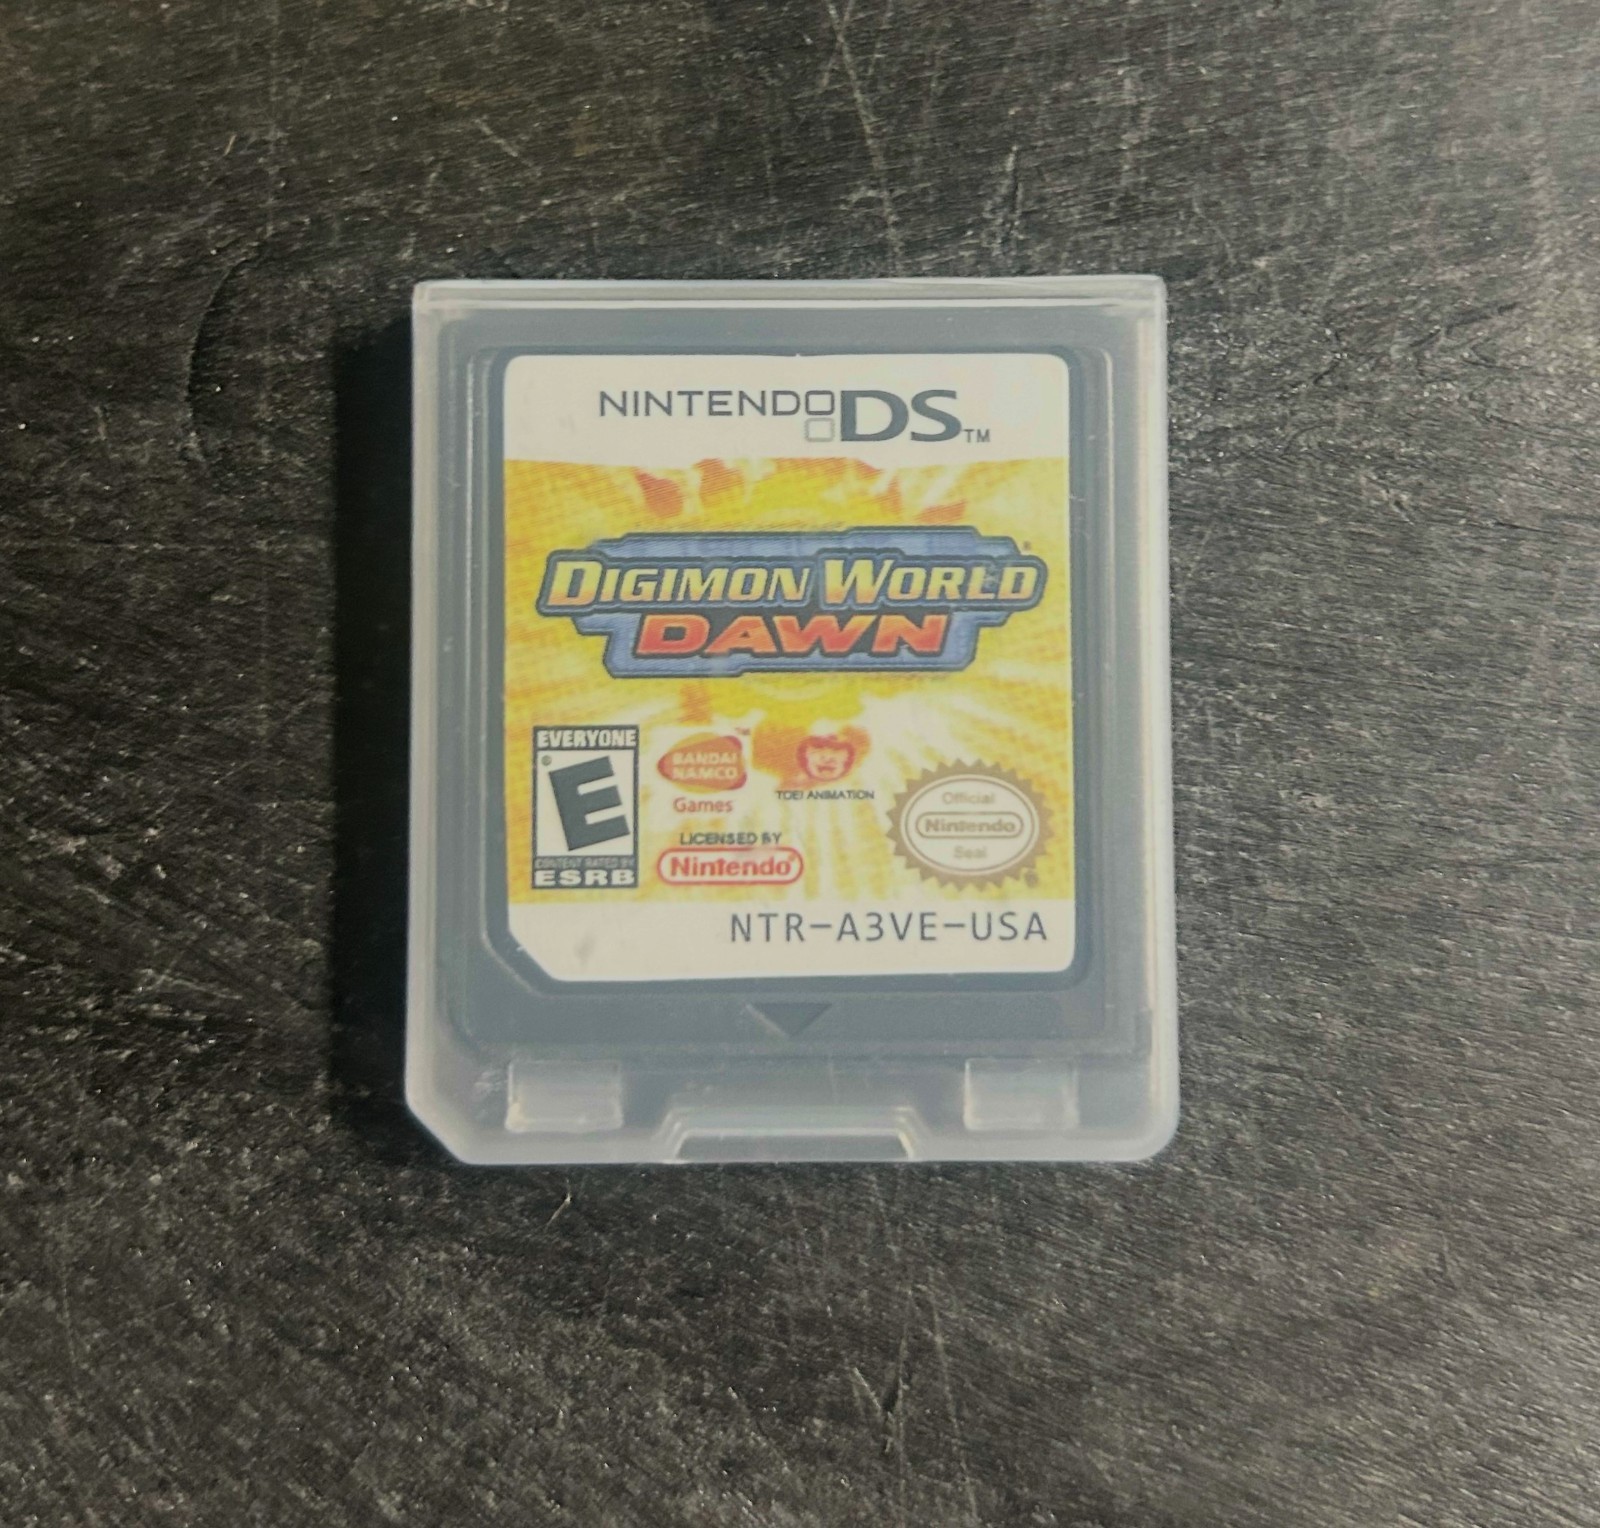 NINTENDO DS TM
DIGIMON WORLD
DAWN
EVERYONE
E
CONTENT RATED BY
ESRB
BANDAI
NAMCO
Games
TM
TOEI ANIMATION
LICENSED BY
Nintendo®
Official
Nintendo
Seal
NTR-A3VE-USA